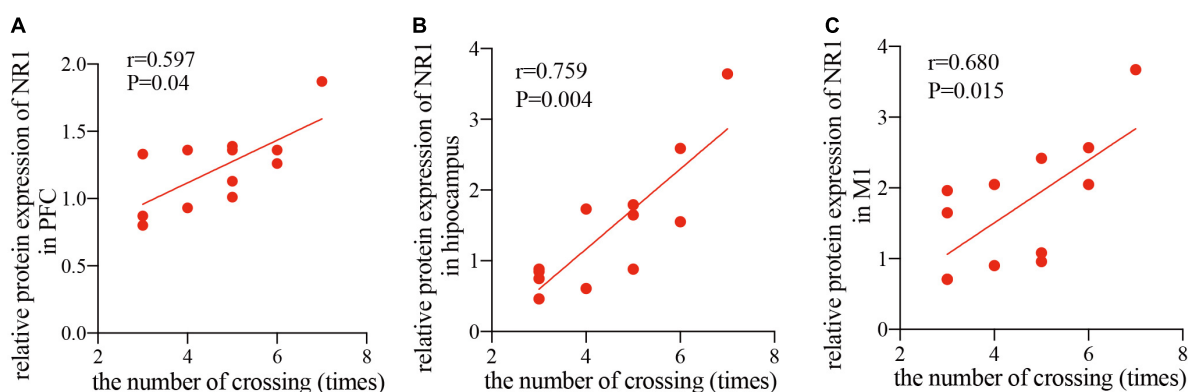 A
relative protein expression of NR1
in PFC
r=0.597
P=0.04
2.0
1.5
1.0
0.5
0.0
2 4 6 8
the number of crossing (times)
B
relative protein expression of NR1
in hipocampus
r=0.759
P=0.004
4
3
2
1
0
2 4 6 8
the number of crossing (times)
C
relative protein expression of NR1
in M1
r=0.680
P=0.015
4
3
2
1
0
2 4 6 8
the number of crossing (times)